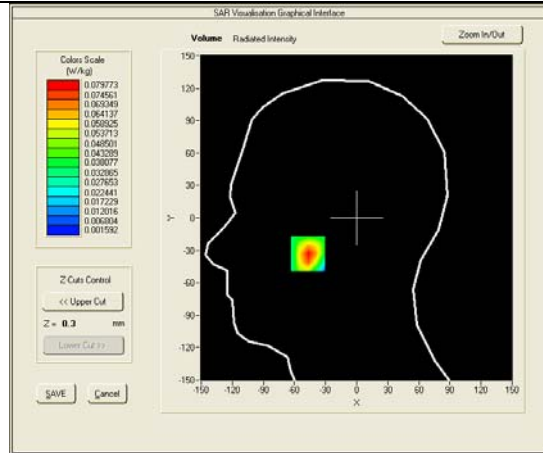 SAR Visualisation Graphical Interface
Volume Radiated Intensity
Zoom In/Out
Colors Scale
(W/kg)
0.079773
0.074561
0.069349
0.064137
0.058925
0.053713
0.048501
0.043289
0.038077
0.032865
0.027653
0.022441
0.017229
0.012016
0.006804
0.001592
Z-Cuts Control
<< Upper Cut
Z = 0.3 mm
Lower Cut >>
SAVE Cancel
150
120
90
60
30
0
-30
-60
-90
-120
-150
Y
-150 -120 -90 -60 -30 0 30 60 90 120 150
X